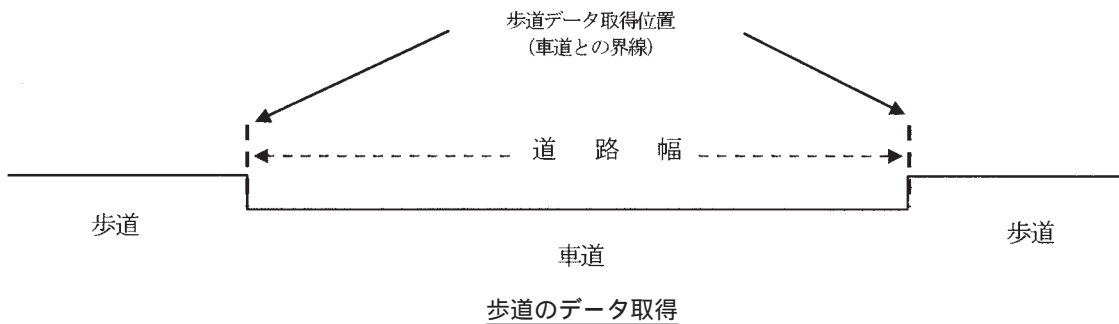 歩道データ取得位置
(車道との界線)
道 路 幅
歩道
歩道
車道
歩道のデータ取得